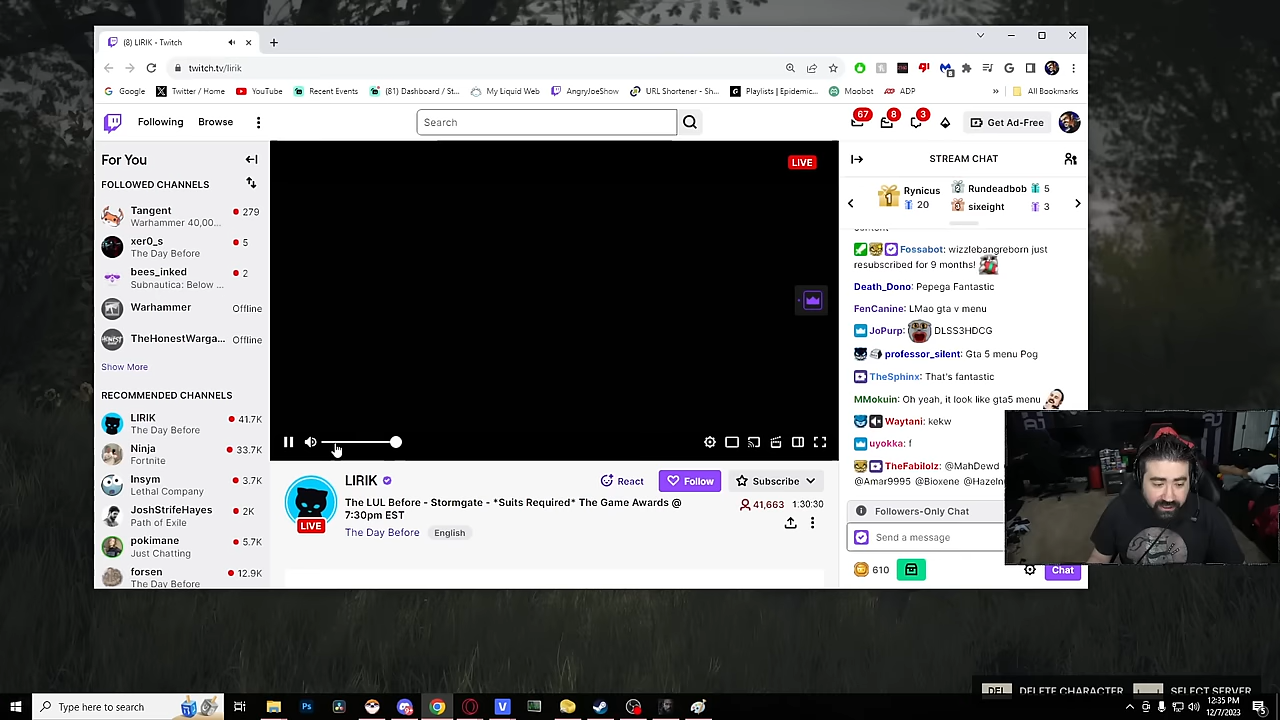 (8) LIRIK - Twitch
twitch.tv/lirik
Google
Twitter / Home
YouTube
Recent Events
(81) Dashboard / St...
My Liquid Web
AngryJoeShow
URL Shortener - Sh...
Playlists | Epidemic...
Moobot
ADP
»
All Bookmarks
Following
Browse
Search
67
8
3
Get Ad-Free
For You
FOLLOWED CHANNELS
Tangent
279
Warhammer 40,00...
xer0_s
5
The Day Before
bees_inked
2
Subnautica: Below ...
Warhammer
Offline
TheHonestWarga...
Offline
Show More
RECOMMENDED CHANNELS
LIRIK
41.7K
The Day Before
Ninja
33.7K
Fortnite
Insym
3.7K
Lethal Company
JoshStrifeHayes
2K
Path of Exile
pokimane
5.7K
Just Chatting
forsen
12.9K
The Day Before
LIVE
LIRIK
React
Follow
Subscribe
The LUL Before - Stormgate - *Suits Required* The Game Awards @
7:30pm EST
41,663
1:30:30
LIVE
The Day Before
English
STREAM CHAT
1
Rynicus
20
2
Rundeadbob
5
3
sixeight
3
Fossabot: wizzlebangreborn just
resubscribed for 9 months!
Death_Dono: Pepega Fantastic
FenCanine: LMao gta v menu
JoPurp: DLSS3HDCG
professor_silent: Gta 5 menu Pog
TheSphinx: That's fantastic
MMokuin: Oh yeah, it look like gta5 menu
Waytani: kekw
uyokka: f
TheFabilolz: @MahDewd
@Amar9995 @Bioxene @Hazeln
Followers-Only Chat
Send a message
610
Chat
DEL
DELETE CHARACTER
SELECT SERVER
Type here to search
12:35 PM
12/7/2023